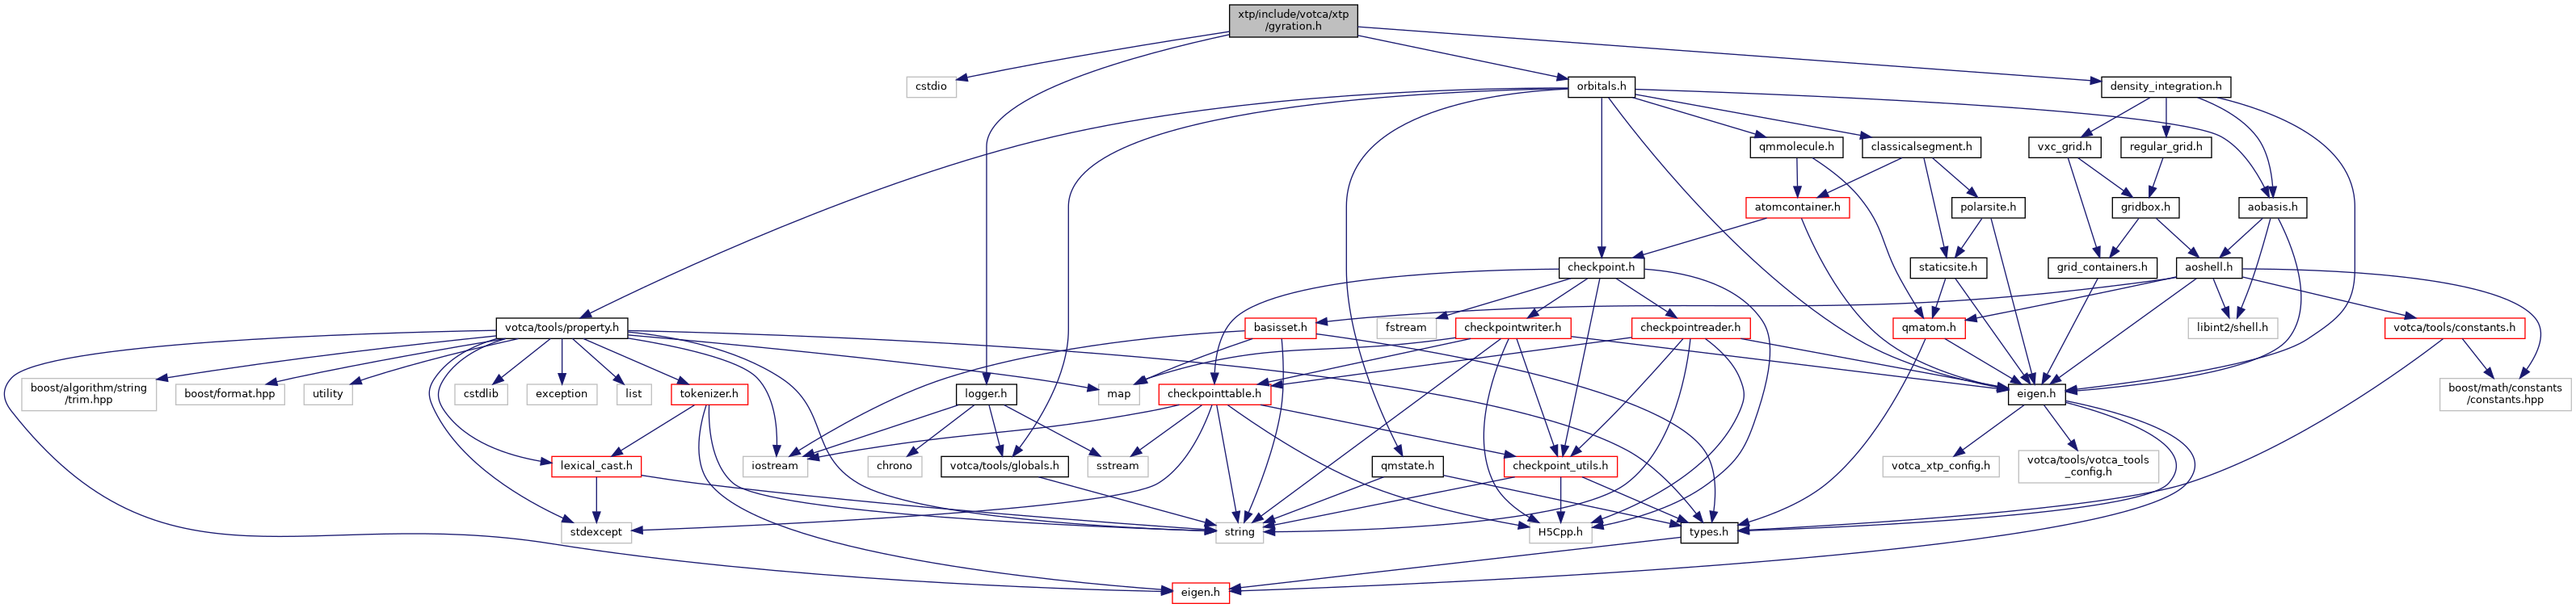 xtp/include/votca/xtp
/gyration.h
cstdio
orbitals.h
density_integration.h
qmmolecule.h
classicalsegment.h
vxc_grid.h
regular_grid.h
atomcontainer.h
polarsite.h
gridbox.h
aobasis.h
checkpoint.h
staticsite.h
grid_containers.h
aoshell.h
votca/tools/property.h
basisset.h
fstream
checkpointwriter.h
checkpointreader.h
qmatom.h
libint2/shell.h
votca/tools/constants.h
boost/algorithm/string
/trim.hpp
boost/format.hpp
utility
cstdlib
exception
list
tokenizer.h
logger.h
map
checkpointtable.h
eigen.h
boost/math/constants
/constants.hpp
lexical_cast.h
iostream
chrono
votca/tools/globals.h
sstream
qmstate.h
checkpoint_utils.h
votca_xtp_config.h
votca/tools/votca_tools
_config.h
stdexcept
string
H5Cpp.h
types.h
eigen.h